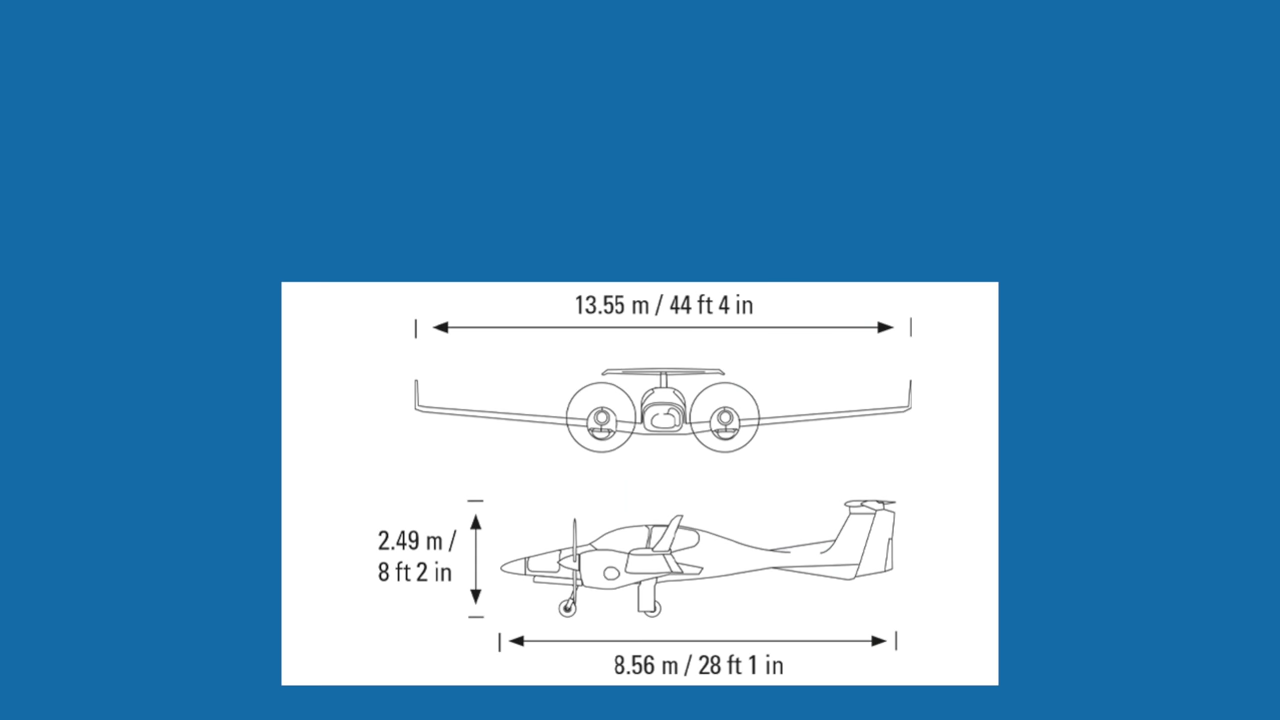 13.55 m / 44 ft 4 in
2.49 m /
8 ft 2 in
8.56 m / 28 ft 1 in